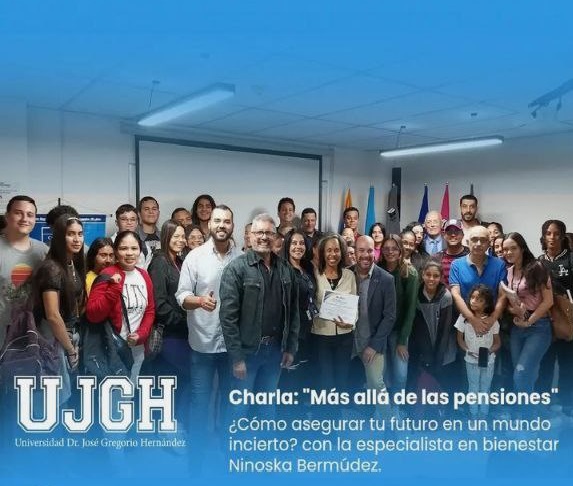 UJGH
Universidad Dr. José Gregorio Hernández
Charla: "Más allá de las pensiones"
¿Cómo asegurar tu futuro en un mundo
incierto? con la especialista en bienestar
Ninoska Bermúdez.